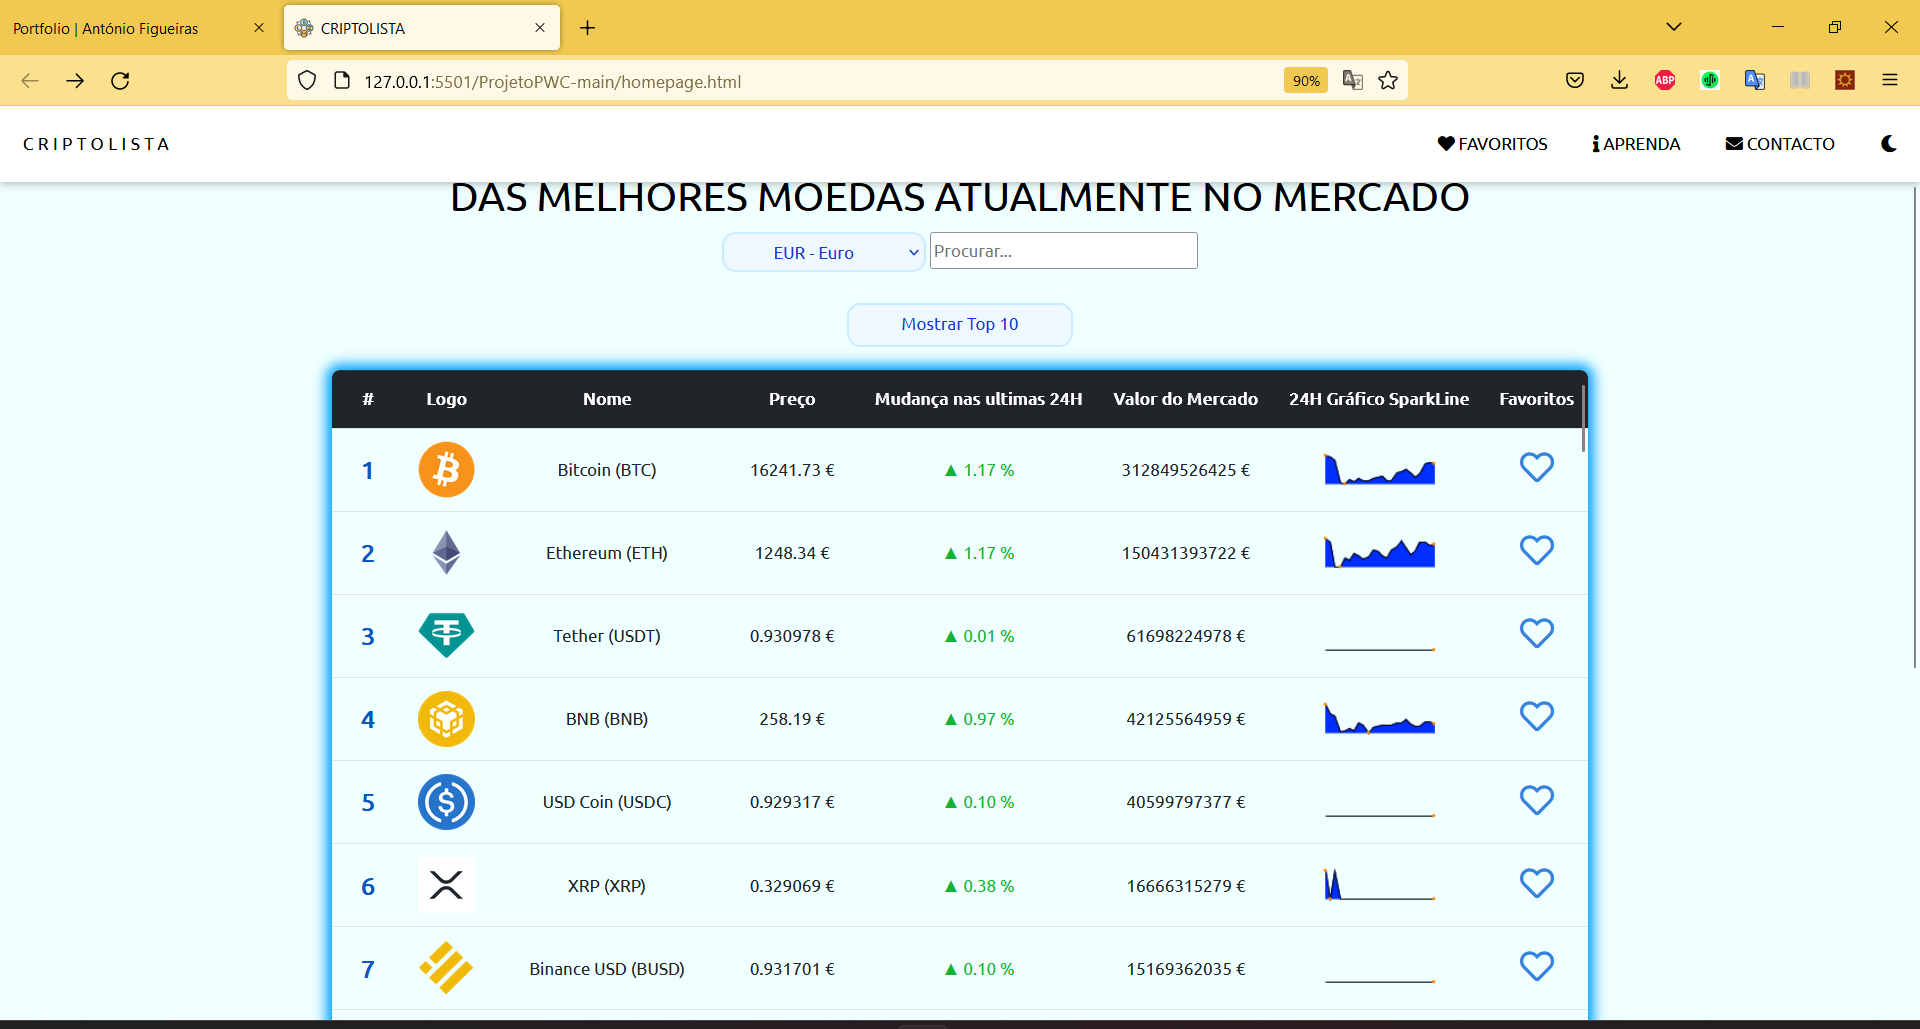 Portfolio | António Figueiras
CRIPTOLISTA
127.0.0.1:5501/ProjetoPWC-main/homepage.html
90%
ABP
CRIPTOLISTA
FAVORITOS
APRENDA
CONTACTO
DAS MELHORES MOEDAS ATUALMENTE NO MERCADO
EUR - Euro
Procurar...
Mostrar Top 10
# Logo Nome Preço Mudança nas ultimas 24H Valor do Mercado 24H Gráfico SparkLine Favoritos
1 Bitcoin (BTC) 16241.73 € ▲ 1.17 % 312849526425 €
2 Ethereum (ETH) 1248.34 € ▲ 1.17 % 150431393722 €
3 Tether (USDT) 0.930978 € ▲ 0.01 % 61698224978 €
4 BNB (BNB) 258.19 € ▲ 0.97 % 42125564959 €
5 USD Coin (USDC) 0.929317 € ▲ 0.10 % 40599797377 €
6 XRP (XRP) 0.329069 € ▲ 0.38 % 16666315279 €
7 Binance USD (BUSD) 0.931701 € ▲ 0.10 % 15169362035 €